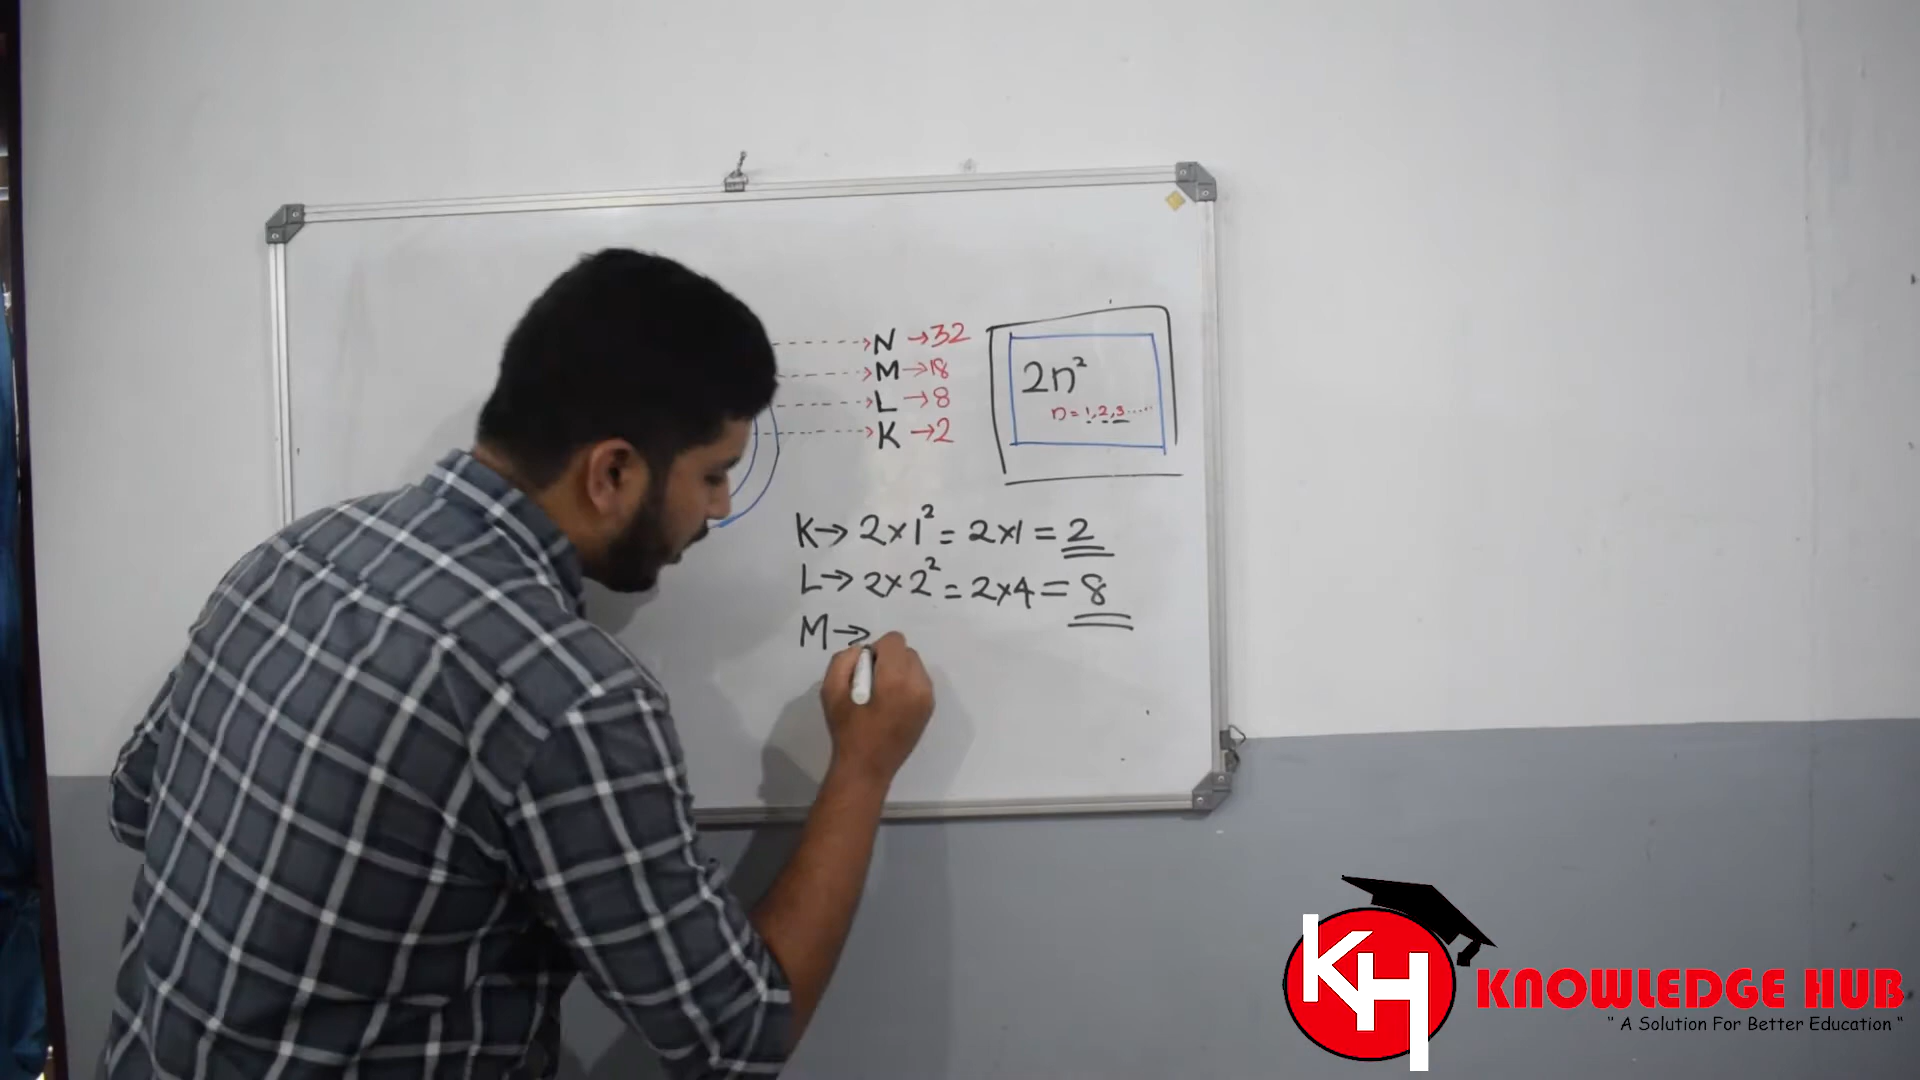 N →32
M →18
L →8
K →2
2n²
n = 1,2,3.....
K→ 2×1² = 2×1 = 2
L→ 2×2² = 2×4 = 8
M→
KH
KNOWLEDGE HUB
" A Solution For Better Education "